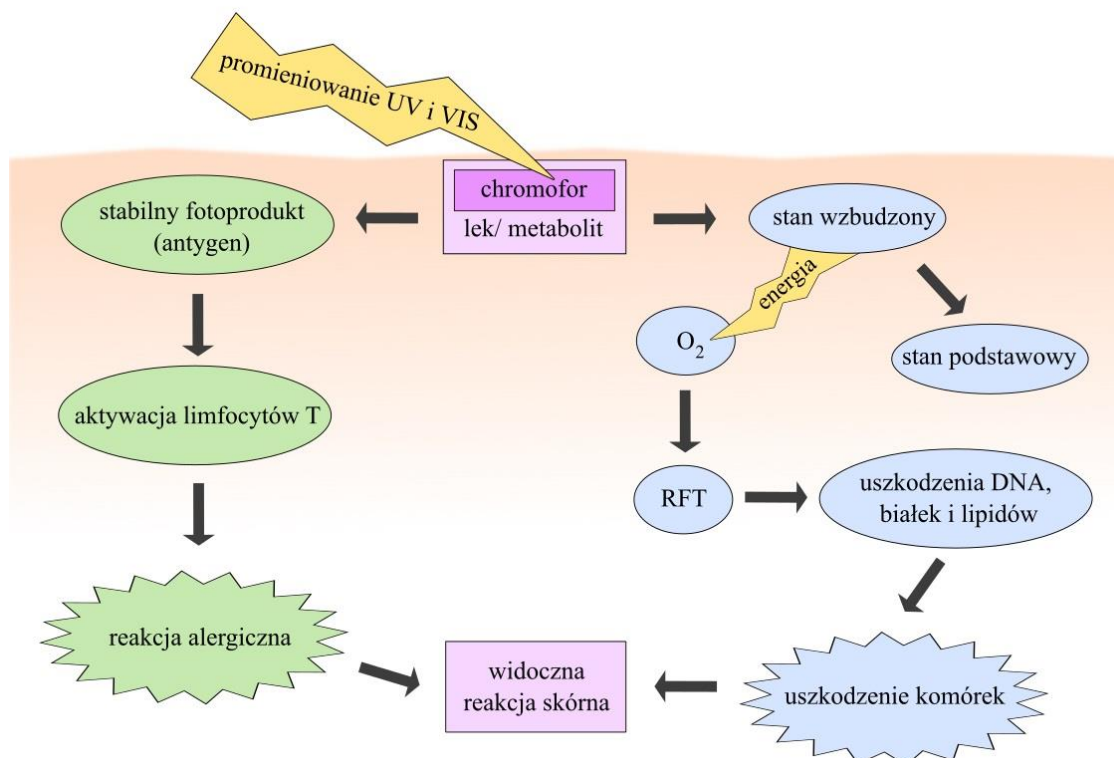 promieniowanie UV i VIS
chromofor
lek/ metabolit
stabilny fotoprodukt
(antygen)
stan wzbudzony
energia
O₂
stan podstawowy
aktywacja limfocytów T
RFT
uszkodzenia DNA,
białek i lipidów
reakcja alergiczna
widoczna
reakcja skórna
uszkodzenie komórek